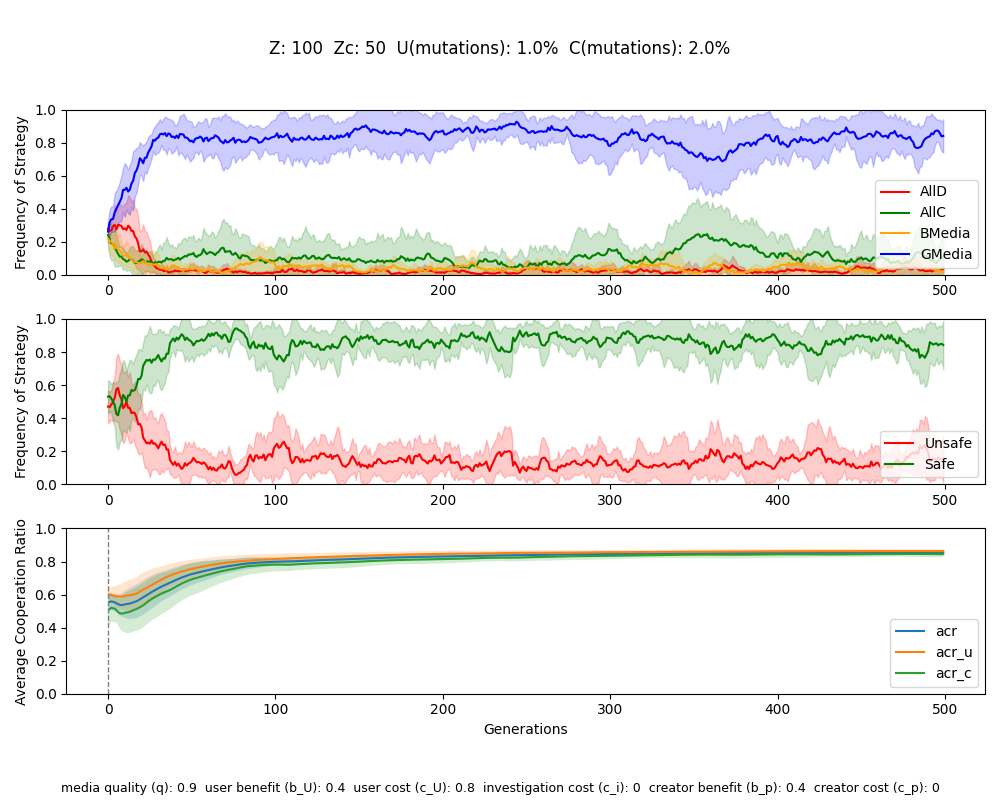 Z: 100  Zc: 50  U(mutations): 1.0%  C(mutations): 2.0%
Frequency of Strategy
1.0
0.8
0.6
0.4
0.2
0.0
AllD
AllC
BMedia
GMedia
0 100 200 300 400 500
Frequency of Strategy
1.0
0.8
0.6
0.4
0.2
0.0
Unsafe
Safe
0 100 200 300 400 500
Average Cooperation Ratio
1.0
0.8
0.6
0.4
0.2
0.0
acr
acr_u
acr_c
0 100 200 300 400 500
Generations
media quality (q): 0.9  user benefit (b_U): 0.4  user cost (c_U): 0.8  investigation cost (c_i): 0  creator benefit (b_p): 0.4  creator cost (c_p): 0